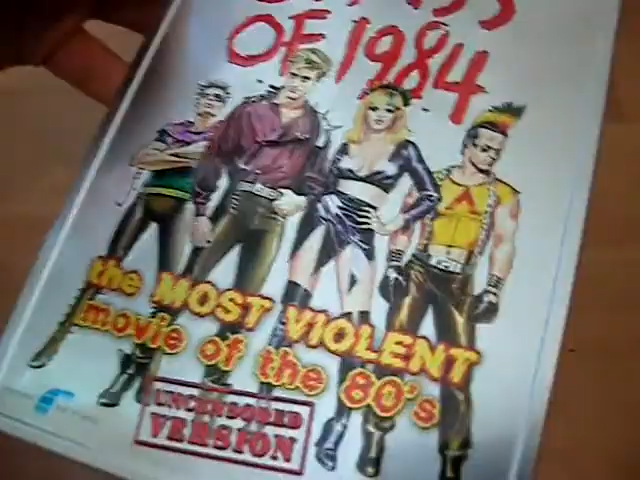 OF 1984
the MOST VIOLENT
movie of the 80's
UNCENSORED
VERSION